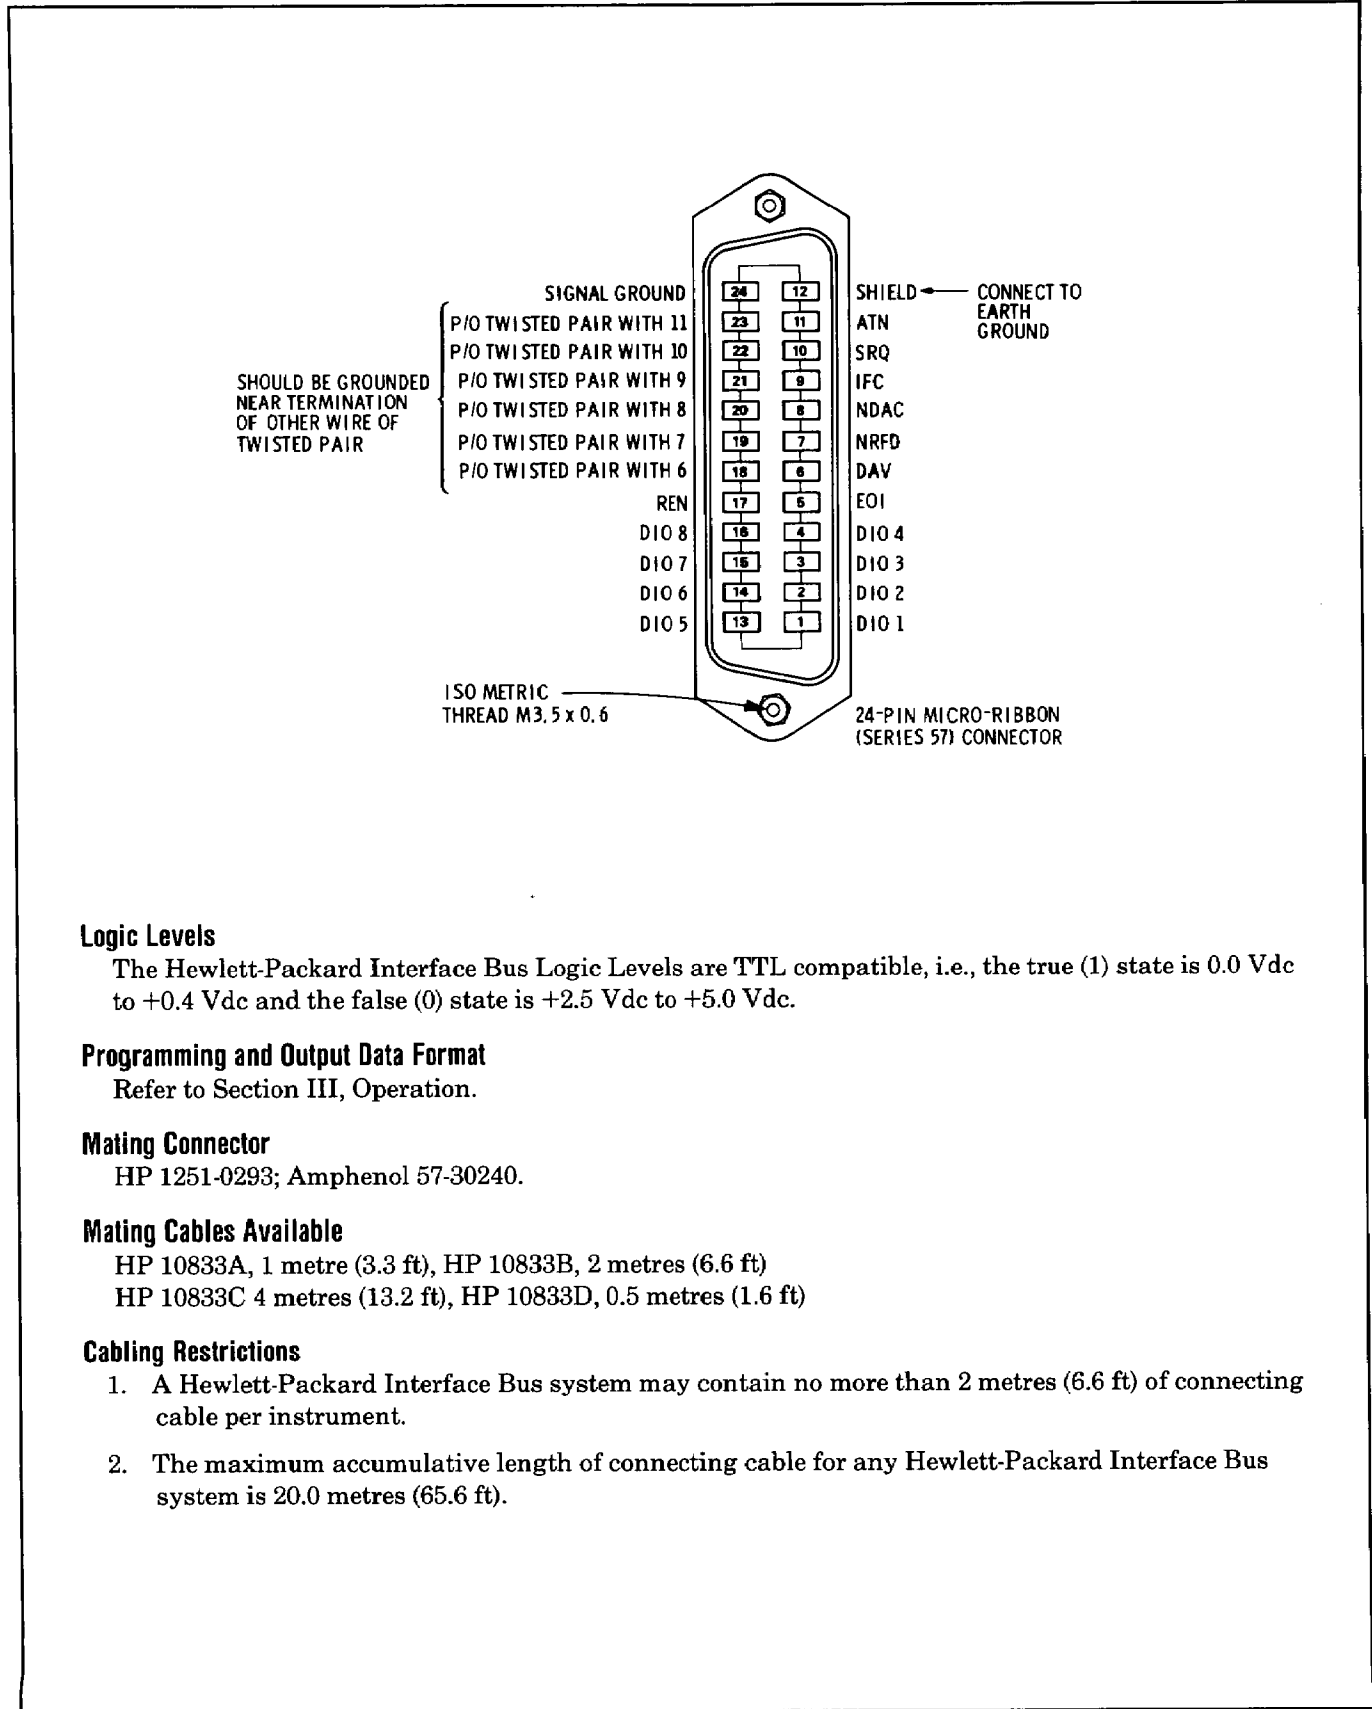 SIGNAL GROUND 24 12 SHIELD CONNECT TO EARTH GROUND
P/O TWISTED PAIR WITH 11 23 11 ATN
P/O TWISTED PAIR WITH 10 22 10 SRQ
P/O TWISTED PAIR WITH 9 21 9 IFC
P/O TWISTED PAIR WITH 8 20 8 NDAC
P/O TWISTED PAIR WITH 7 19 7 NRFD
P/O TWISTED PAIR WITH 6 18 6 DAV
SHOULD BE GROUNDED
NEAR TERMINATION
OF OTHER WIRE OF
TWISTED PAIR
REN 17 5 EOI
DIO 8 16 4 DIO 4
DIO 7 15 3 DIO 3
DIO 6 14 2 DIO 2
DIO 5 13 1 DIO 1
ISO METRIC
THREAD M3.5 x 0.6
24-PIN MICRO-RIBBON
(SERIES 57) CONNECTOR
Logic Levels
The Hewlett-Packard Interface Bus Logic Levels are TTL compatible, i.e., the true (1) state is 0.0 Vdc
to +0.4 Vdc and the false (0) state is +2.5 Vdc to +5.0 Vdc.
Programming and Output Data Format
Refer to Section III, Operation.
Mating Connector
HP 1251-0293; Amphenol 57-30240.
Mating Cables Available
HP 10833A, 1 metre (3.3 ft), HP 10833B, 2 metres (6.6 ft)
HP 10833C 4 metres (13.2 ft), HP 10833D, 0.5 metres (1.6 ft)
Cabling Restrictions
1. A Hewlett-Packard Interface Bus system may contain no more than 2 metres (6.6 ft) of connecting
cable per instrument.
2. The maximum accumulative length of connecting cable for any Hewlett-Packard Interface Bus
system is 20.0 metres (65.6 ft).